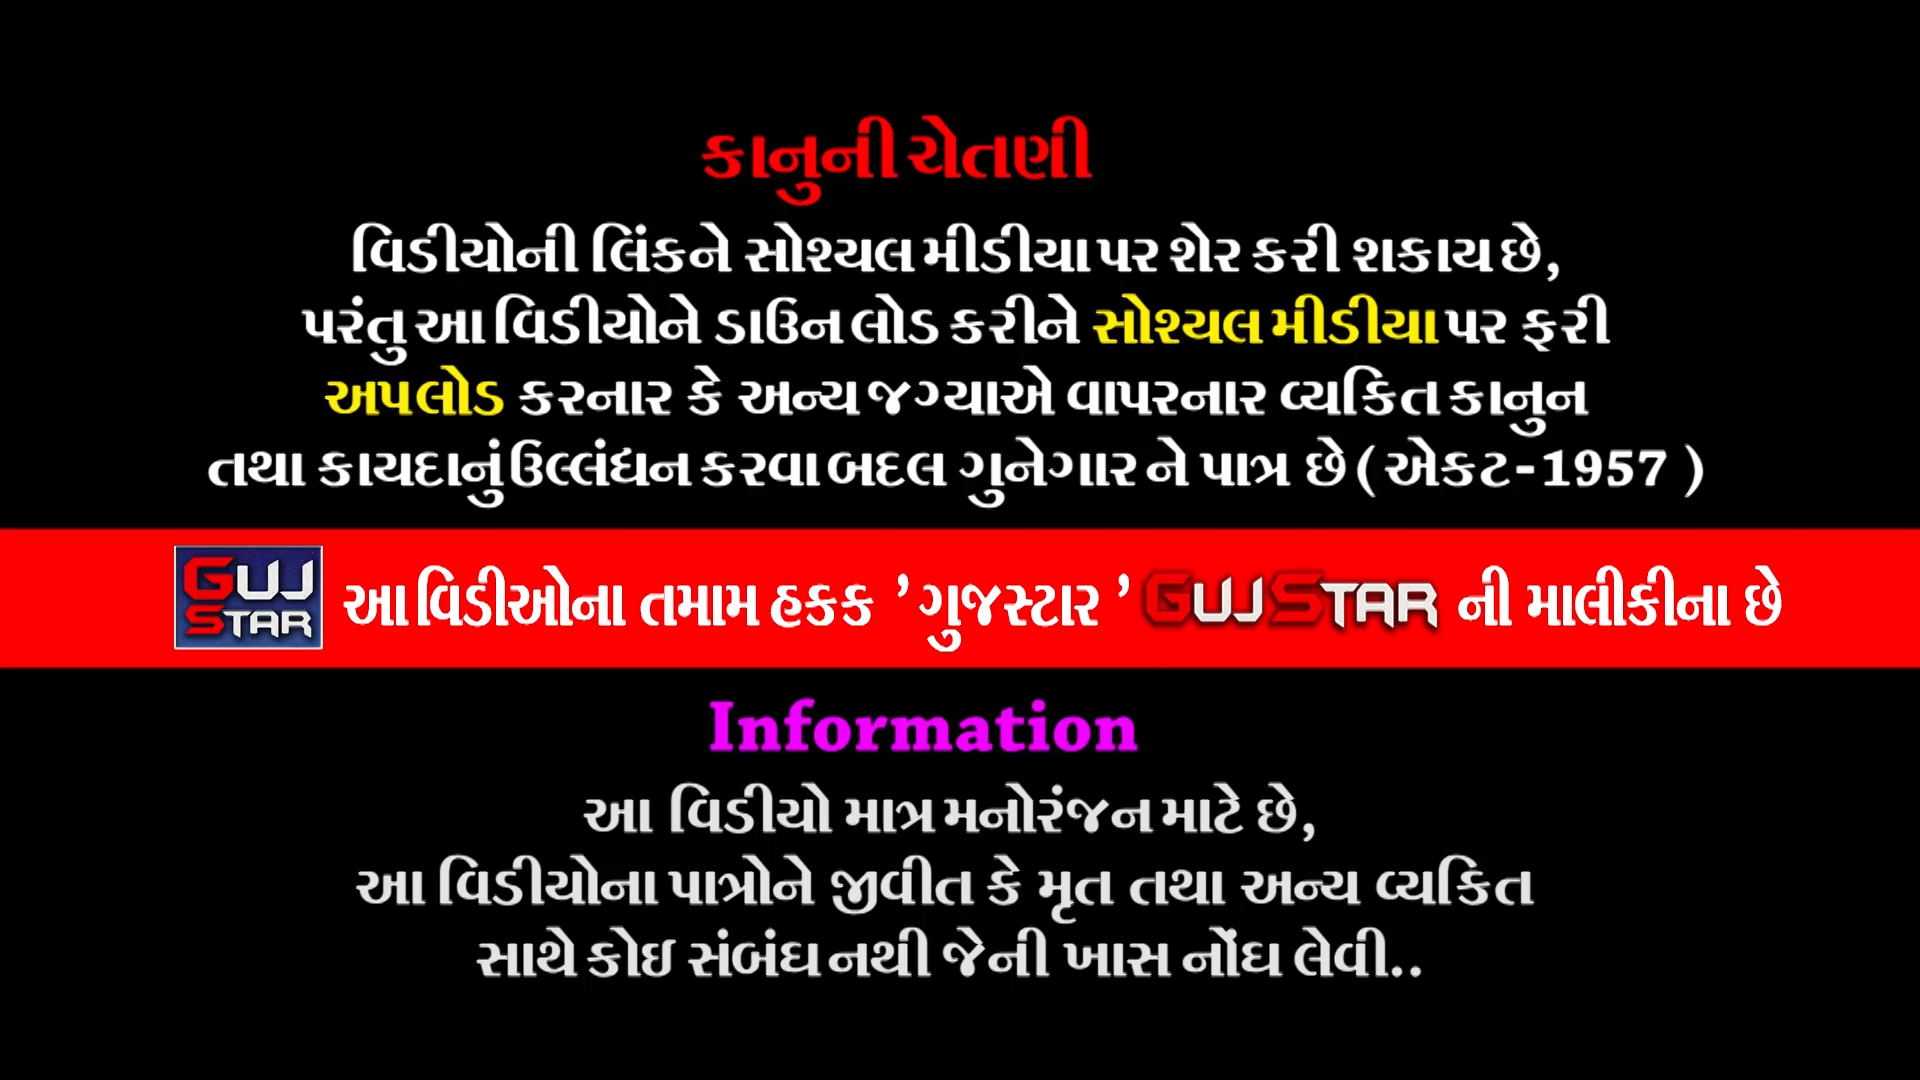 કાનુની ચેતણી
વિડીયોની લિંકને સોશ્યલ મીડીયા પર શેર કરી શકાય છે,
પરંતુ આ વિડીયોને ડાઉનલોડ કરીને સોશ્યલ મીડીયા પર ફરી
અપલોડ કરનાર કે અન્ય જગ્યાએ વાપરનાર વ્યકિત કાનુન
તથા કાયદાનું ઉલ્લંઘન કરવા બદલ ગુનેગાર ને પાત્ર છે ( એકટ-1957 )
GUJ STAR આ વિડીઓના તમામ હકક ’ ગુજસ્ટાર ’ GUJ STAR ની માલીકીના છે
Information
આ વિડીયો માત્ર મનોરંજન માટે છે,
આ વિડીયોના પાત્રોને જીવીત કે મૃત તથા અન્ય વ્યકિત
સાથે કોઇ સંબંઘ નથી જેની ખાસ નોંઘ લેવી..